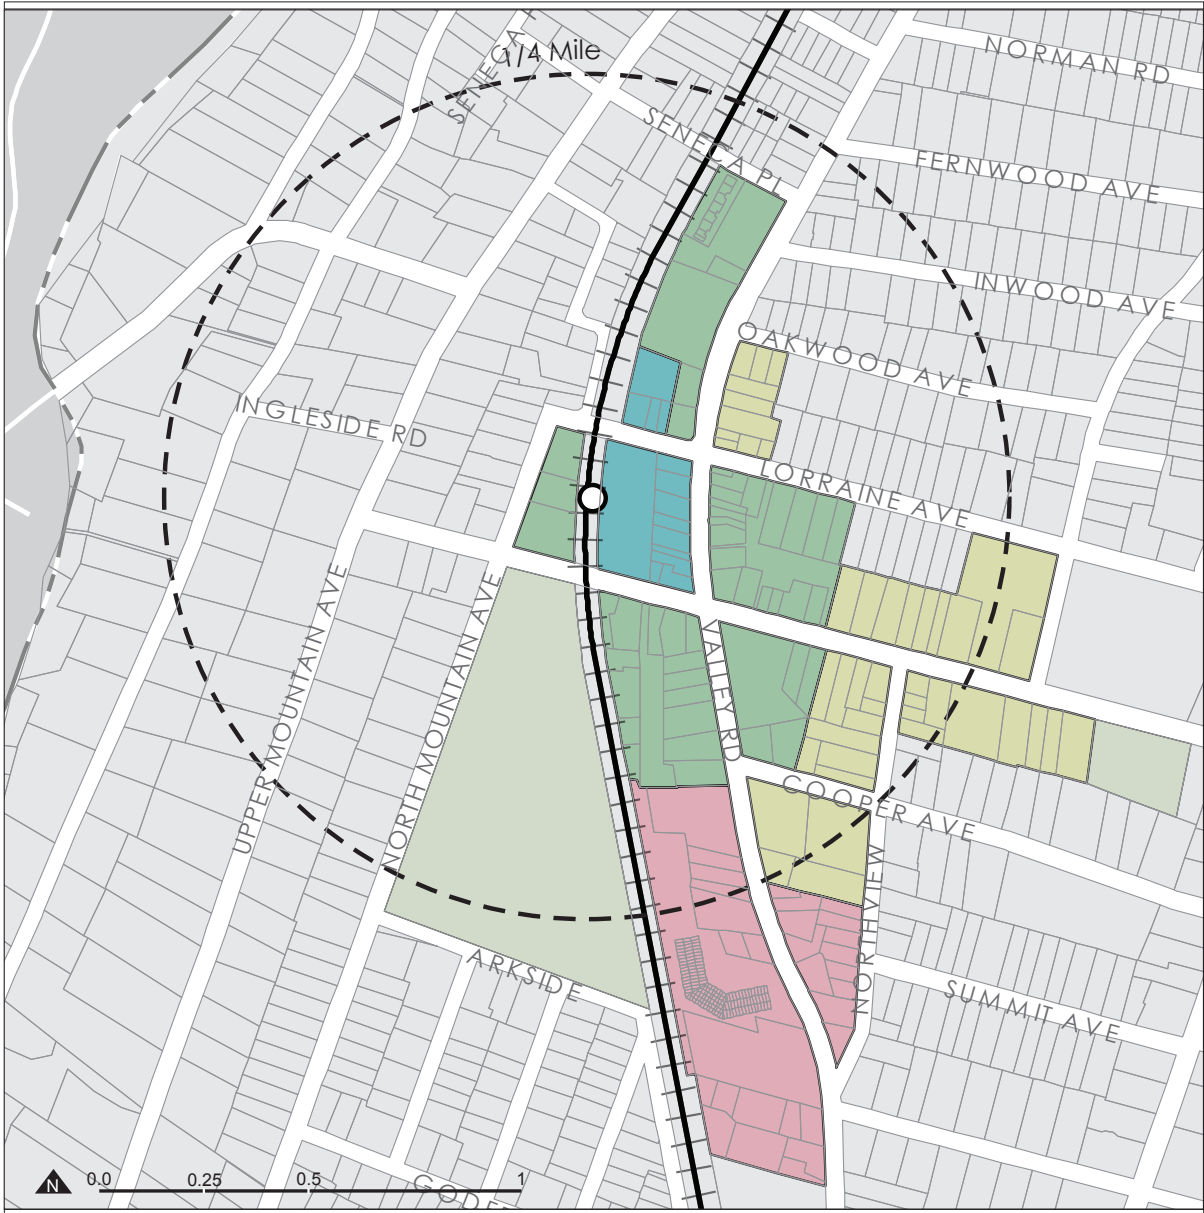 NORMAN RD
1/4 Mile
SENECA PL
FERNWOOD AVE
INWOOD AVE
OAKWOOD AVE
INGLESIDE RD
LORRAINE AVE
UPPER MOUNTAIN AVE
NORTH MOUNTAIN AVE
VALLEY RD
COOPER AVE
NORTHVIEW
ARKSIDE
SUMMIT AVE
N
0.0 0.25 0.5 1